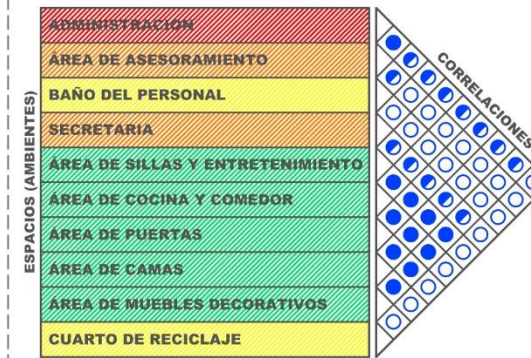 ADMINISTRACIÓN
ÁREA DE ASESORAMIENTO
BAÑO DEL PERSONAL
SECRETARIA
ÁREA DE SILLAS Y ENTRETENIMIENTO
ÁREA DE COCINA Y COMEDOR
ÁREA DE PUERTAS
ÁREA DE CAMAS
ÁREA DE MUEBLES DECORATIVOS
CUARTO DE RECICLAJE
ESPACIOS (AMBIENTES)
CORRELACIONES